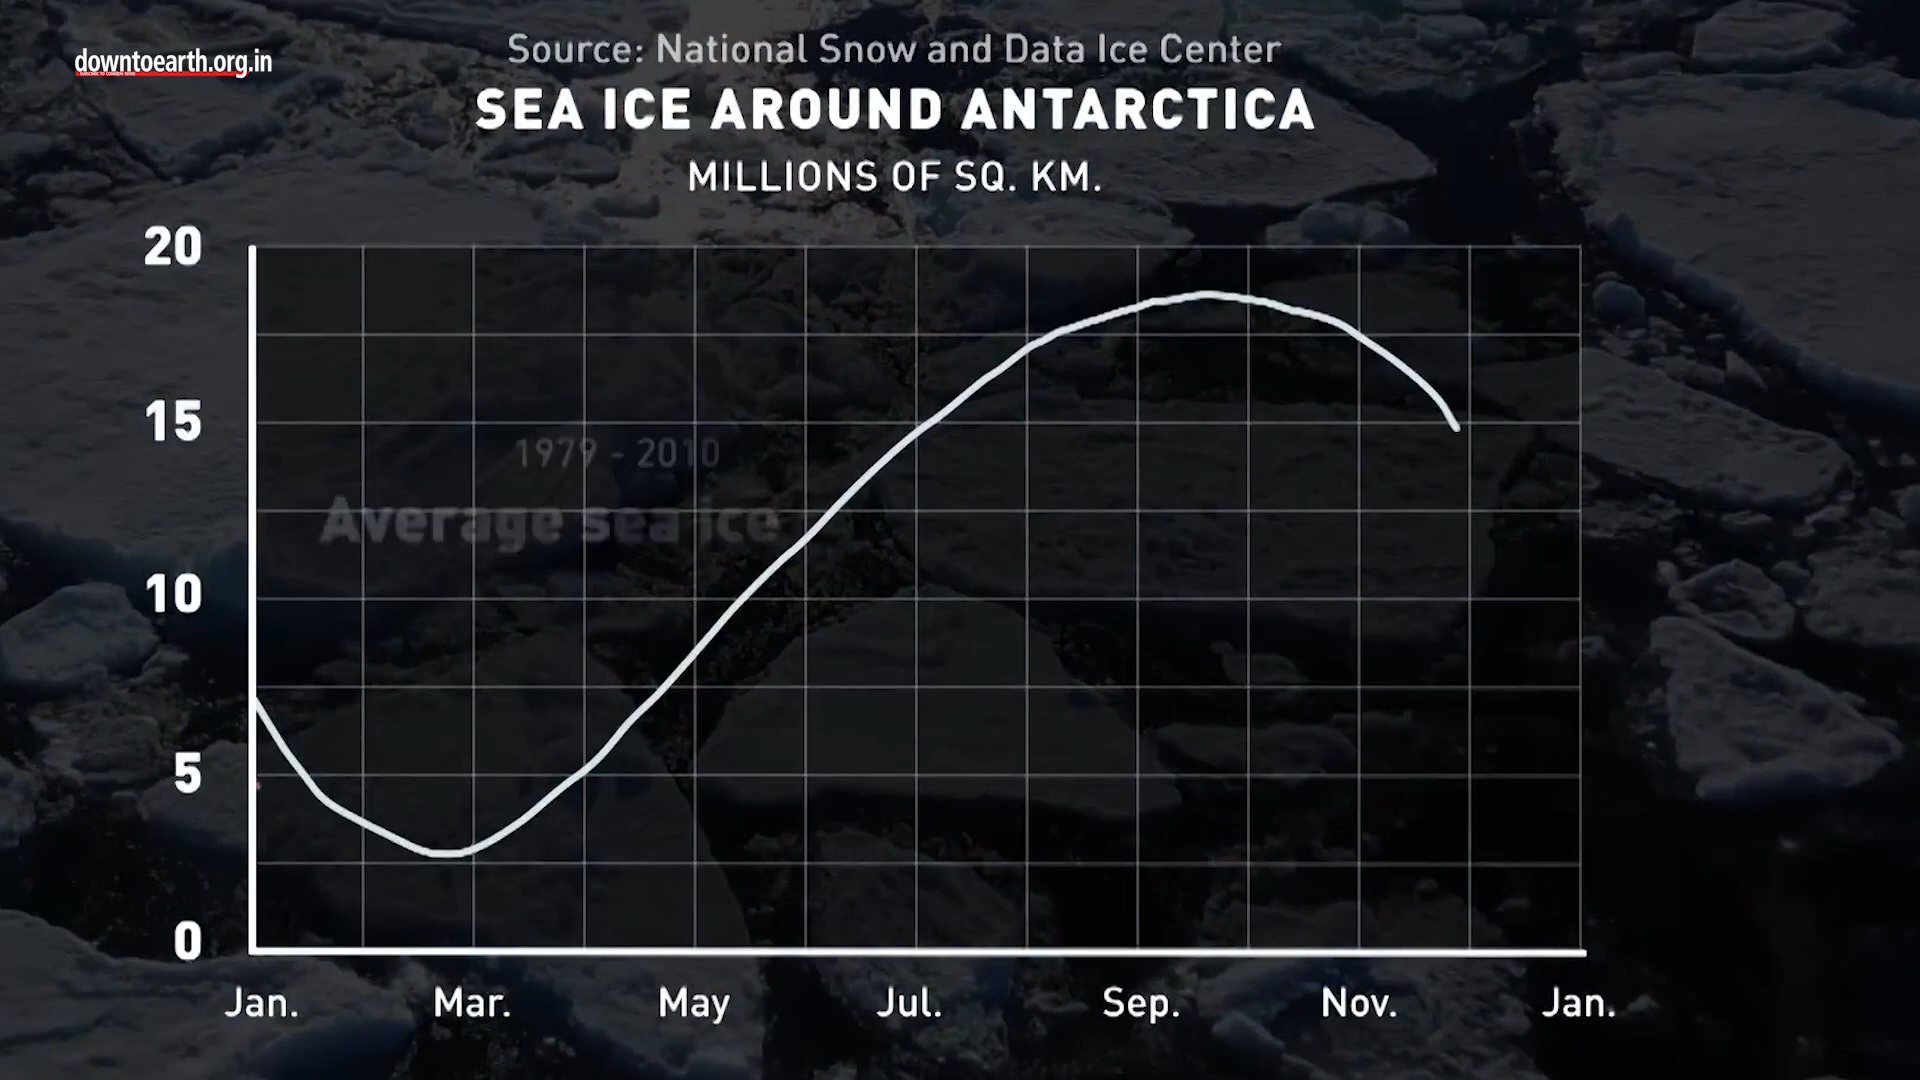 downtoearth.org.in
Source: National Snow and Data Ice Center
SEA ICE AROUND ANTARCTICA
MILLIONS OF SQ. KM.
20
15
1979 - 2010
Average sea ice
10
5
0
Jan. Mar. May Jul. Sep. Nov. Jan.